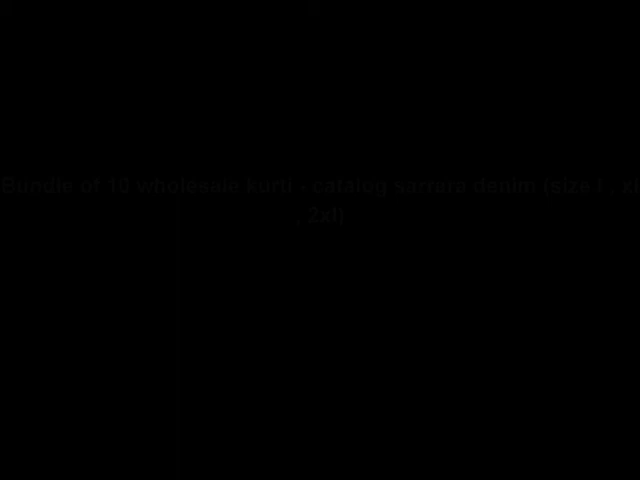 Bundle of 10 wholesale kurti - catalog sarrara denim (size l , xl
, 2xl)